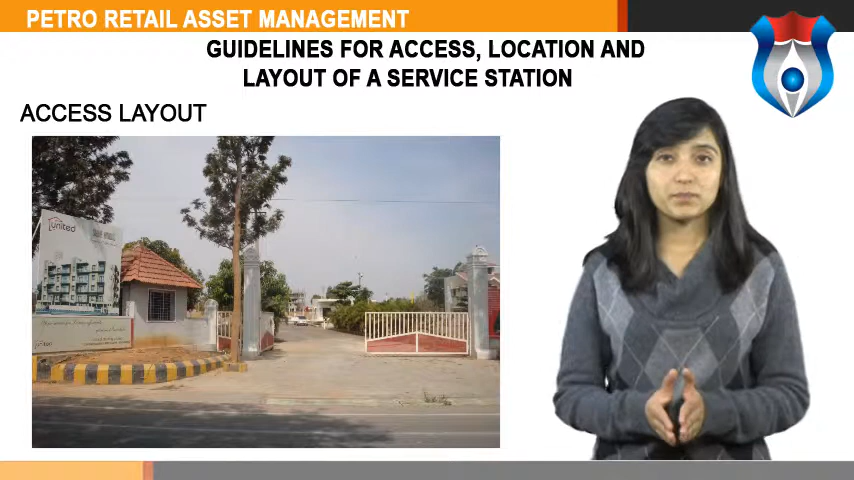 PETRO RETAIL ASSET MANAGEMENT
GUIDELINES FOR ACCESS, LOCATION AND
LAYOUT OF A SERVICE STATION
ACCESS LAYOUT
united